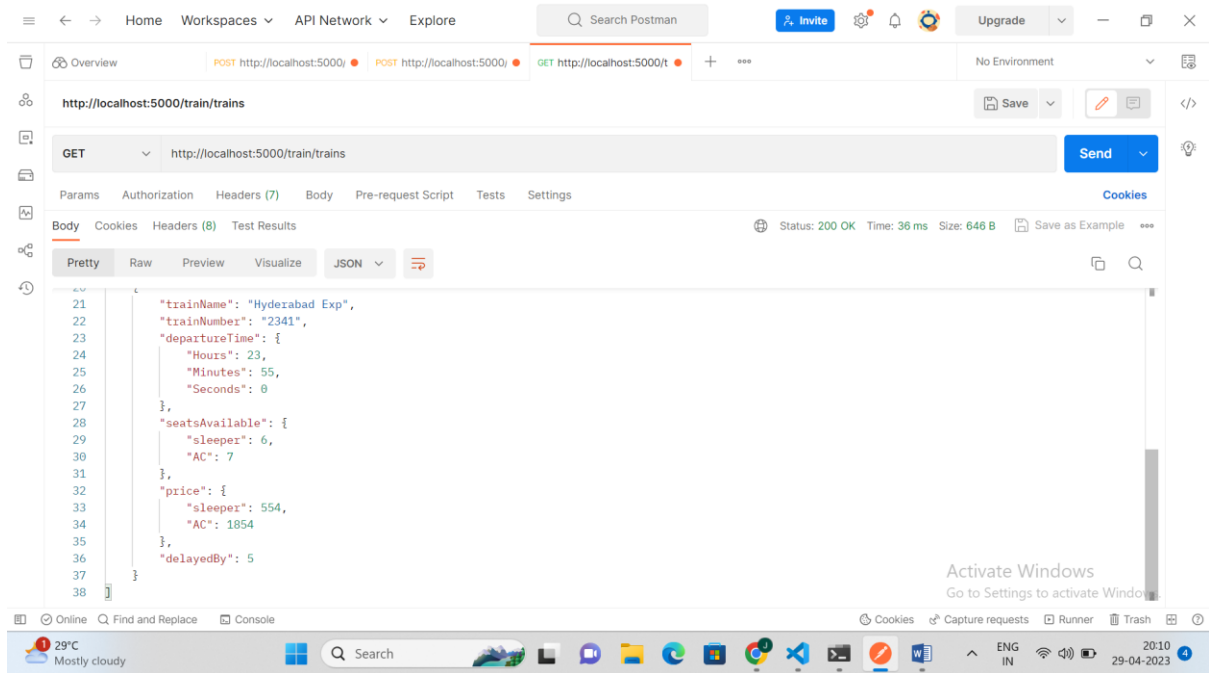 Home Workspaces API Network Explore Search Postman Invite Upgrade
Overview POST http://localhost:5000/ POST http://localhost:5000/ GET http://localhost:5000/t + ooo No Environment
http://localhost:5000/train/trains Save
GET http://localhost:5000/train/trains Send
Params Authorization Headers (7) Body Pre-request Script Tests Settings Cookies
Body Cookies Headers (8) Test Results Status: 200 OK Time: 36 ms Size: 646 B Save as Example ooo
Pretty Raw Preview Visualize JSON
20 {
21 "trainName": "Hyderabad Exp",
22 "trainNumber": "2341",
23 "departureTime": {
24 "Hours": 23,
25 "Minutes": 55,
26 "Seconds": 0
27 },
28 "seatsAvailable": {
29 "sleeper": 6,
30 "AC": 7
31 },
32 "price": {
33 "sleeper": 554,
34 "AC": 1854
35 },
36 "delayedBy": 5
37 }
38 ]
Activate Windows
Go to Settings to activate Windows.
Online Find and Replace Console Cookies Capture requests Runner Trash
1 29°C Search ENG 20:10
Mostly cloudy IN 29-04-2023 4